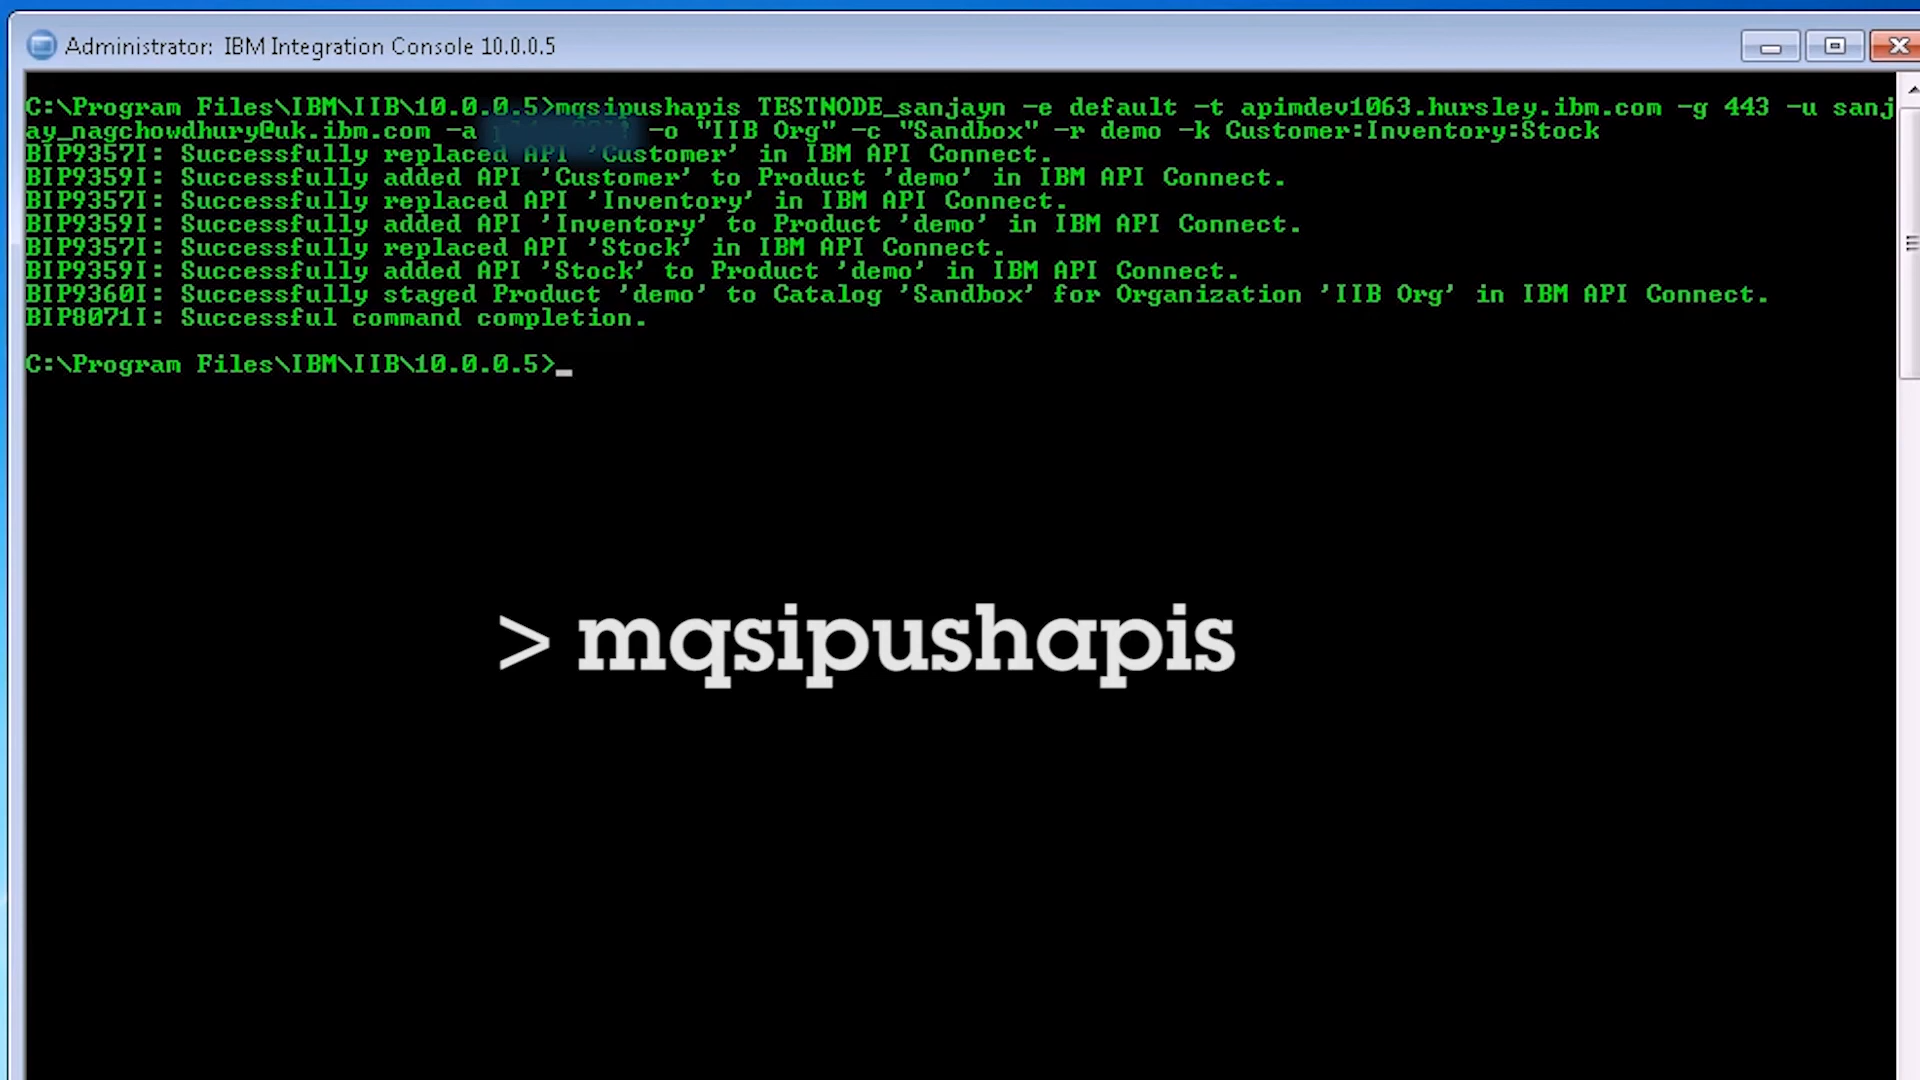 Administrator: IBM Integration Console 10.0.0.5
C:\Program Files\IBM\IIB\10.0.0.5>mqsipushapis TESTNODE_sanjayn -e default -t apimdev1063.hursley.ibm.com -g 443 -u sanj
ay_nagchowdhury@uk.ibm.com -a -o "IIB Org" -c "Sandbox" -r demo -k Customer:Inventory:Stock
BIP9357I: Successfully replaced API 'Customer' in IBM API Connect.
BIP9359I: Successfully added API 'Customer' to Product 'demo' in IBM API Connect.
BIP9357I: Successfully replaced API 'Inventory' in IBM API Connect.
BIP9359I: Successfully added API 'Inventory' to Product 'demo' in IBM API Connect.
BIP9357I: Successfully replaced API 'Stock' in IBM API Connect.
BIP9359I: Successfully added API 'Stock' to Product 'demo' in IBM API Connect.
BIP9360I: Successfully staged Product 'demo' to Catalog 'Sandbox' for Organization 'IIB Org' in IBM API Connect.
BIP8071I: Successful command completion.
C:\Program Files\IBM\IIB\10.0.0.5>_
> mqsipushapis